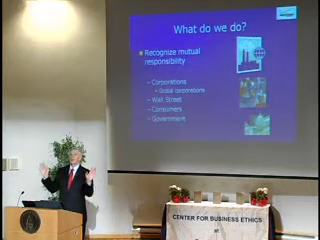 What do we do?
Recognize mutual
responsibility
– Corporations
• Global corporations
– Wall Street
– Consumers
– Government
CENTER FOR BUSINESS ETHICS